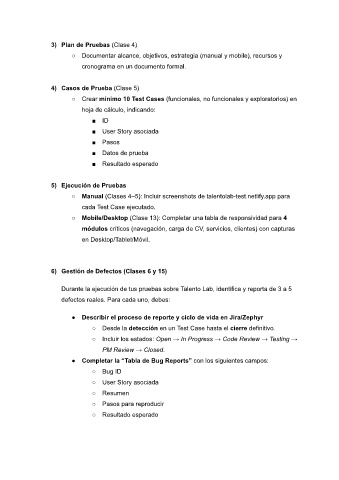 3) Plan de Pruebas (Clase 4)
○ Documentar alcance, objetivos, estrategia (manual y mobile), recursos y
cronograma en un documento formal.
4) Casos de Prueba (Clase 5)
○ Crear mínimo 10 Test Cases (funcionales, no funcionales y exploratorios) en
hoja de cálculo, indicando:
■ ID
■ User Story asociada
■ Pasos
■ Datos de prueba
■ Resultado esperado
5) Ejecución de Pruebas
○ Manual (Clases 4–5): Incluir screenshots de talentolab-test.netlify.app para
cada Test Case ejecutado.
○ Mobile/Desktop (Clase 13): Completar una tabla de responsividad para 4
módulos críticos (navegación, carga de CV, servicios, clientes) con capturas
en Desktop/Tablet/Móvil.
6) Gestión de Defectos (Clases 6 y 15)
Durante la ejecución de tus pruebas sobre Talento Lab, identifica y reporta de 3 a 5
defectos reales. Para cada uno, debes:
● Describir el proceso de reporte y ciclo de vida en Jira/Zephyr
○ Desde la detección en un Test Case hasta el cierre definitivo.
○ Incluir los estados: Open → In Progress → Code Review → Testing →
PM Review → Closed.
● Completar la “Tabla de Bug Reports” con los siguientes campos:
○ Bug ID
○ User Story asociada
○ Resumen
○ Pasos para reproducir
○ Resultado esperado